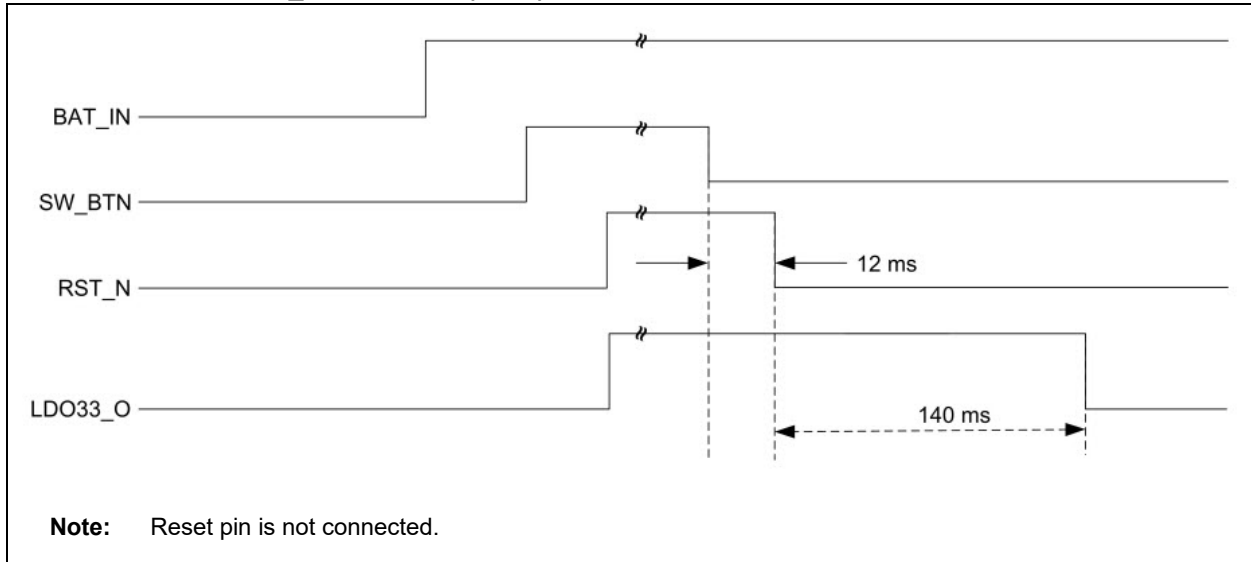 BAT_IN
SW_BTN
12 ms
RST_N
LDO33_O
140 ms
Note: Reset pin is not connected.